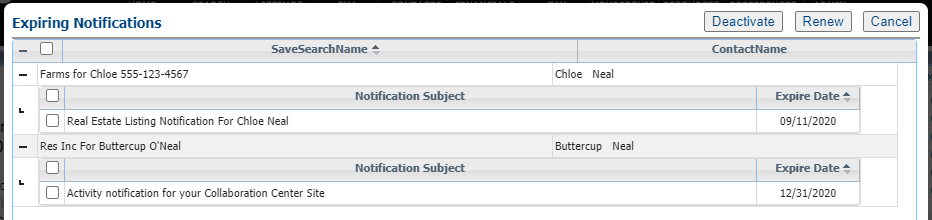 Expiring Notifications Deactivate Renew Cancel
SaveSearchName ContactName
Farms for Chloe 555-123-4567 Chloe Neal
Notification Subject Expire Date
Real Estate Listing Notification For Chloe Neal 09/11/2020
Res Inc For Buttercup O'Neal Buttercup Neal
Notification Subject Expire Date
Activity notification for your Collaboration Center Site 12/31/2020